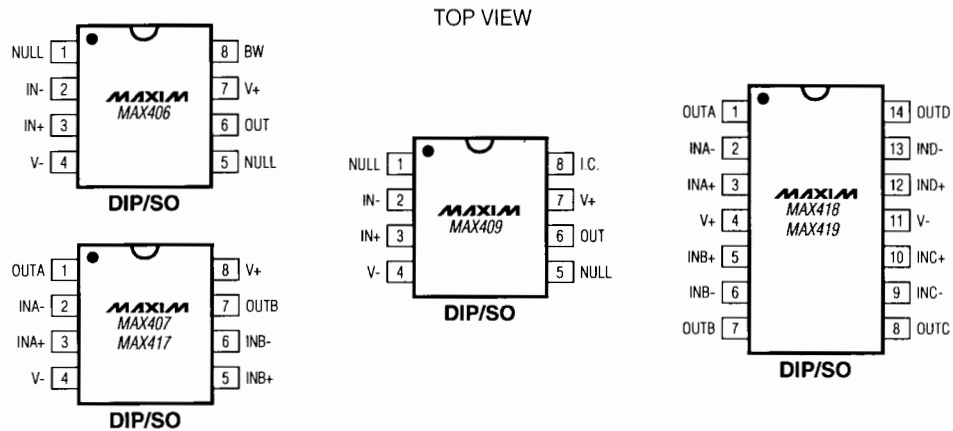 TOP VIEW
NULL 1
IN- 2
IN+ 3
V- 4
MAXIM
MAX406
8 BW
7 V+
6 OUT
5 NULL
DIP/SO
OUTA 1
INA- 2
INA+ 3
V- 4
MAXIM
MAX407
MAX417
8 V+
7 OUTB
6 INB-
5 INB+
DIP/SO
NULL 1
IN- 2
IN+ 3
V- 4
MAXIM
MAX409
8 I.C.
7 V+
6 OUT
5 NULL
DIP/SO
OUTA 1
INA- 2
INA+ 3
V+ 4
INB+ 5
INB- 6
OUTB 7
MAXIM
MAX418
MAX419
14 OUTD
13 IND-
12 IND+
11 V-
10 INC+
9 INC-
8 OUTC
DIP/SO